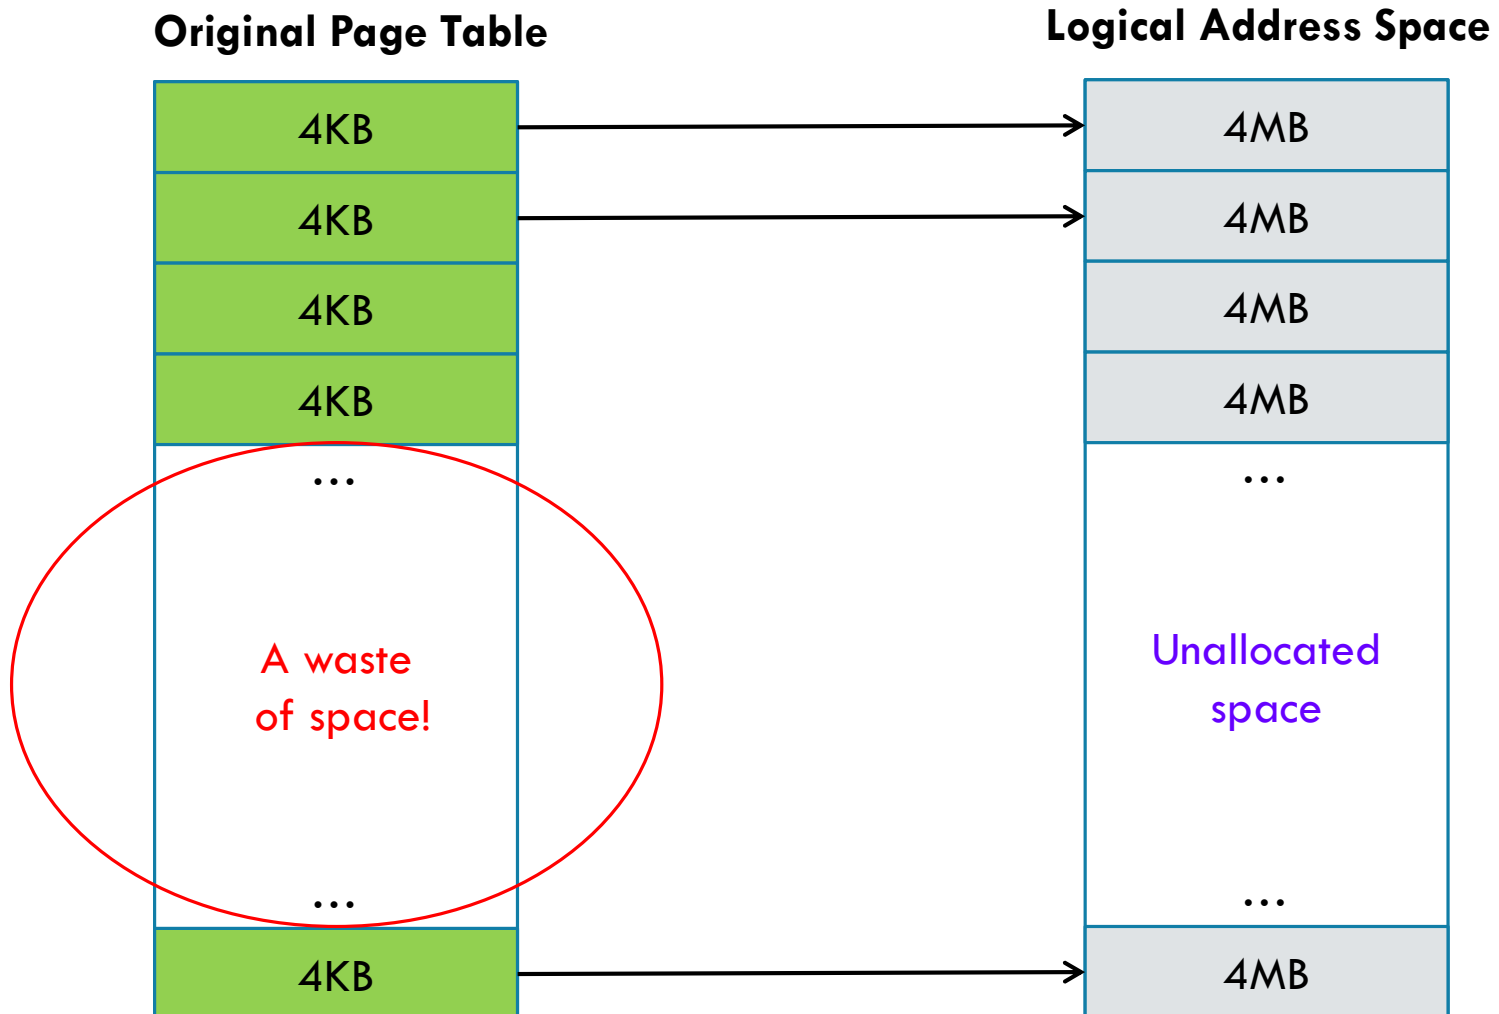 Original Page Table
Logical Address Space
4KB
4MB
4KB
4MB
4KB
4MB
4KB
4MB
...
...
A waste
of space!
Unallocated
space
...
...
4KB
4MB